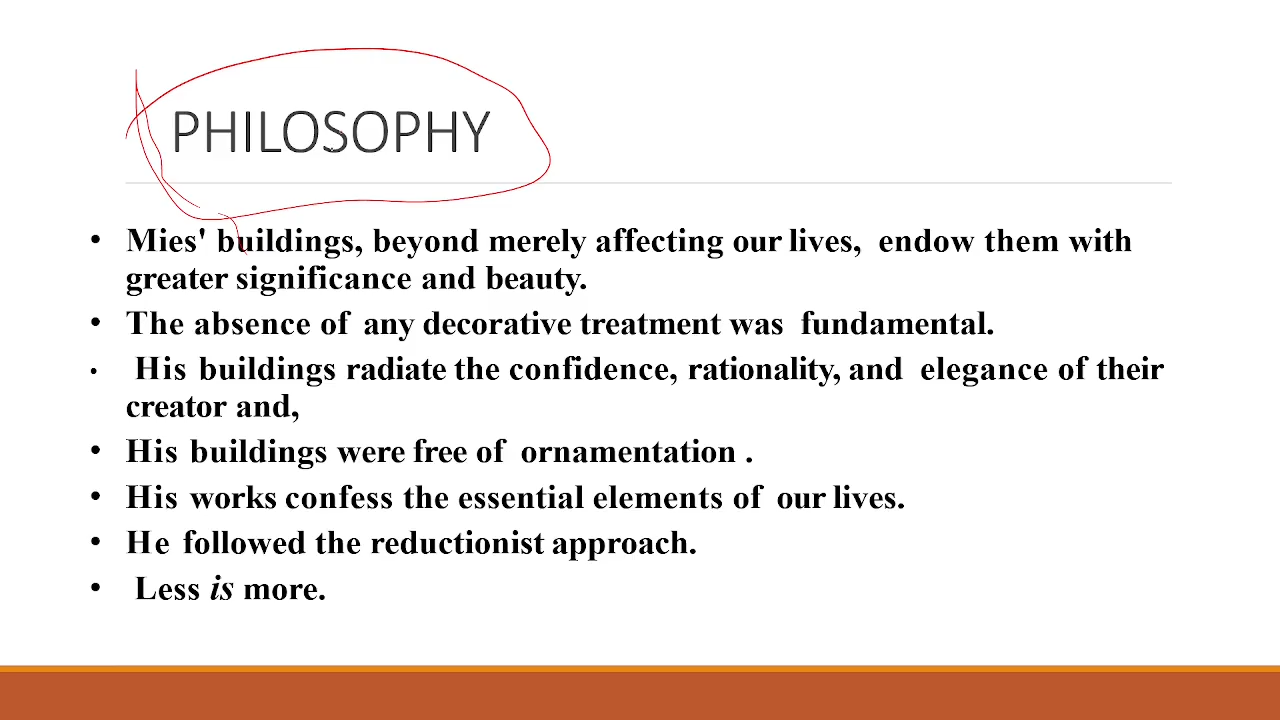 PHILOSOPHY
• Mies' buildings, beyond merely affecting our lives, endow them with
greater significance and beauty.
• The absence of any decorative treatment was fundamental.
• His buildings radiate the confidence, rationality, and elegance of their
creator and,
• His buildings were free of ornamentation .
• His works confess the essential elements of our lives.
• He followed the reductionist approach.
• Less is more.